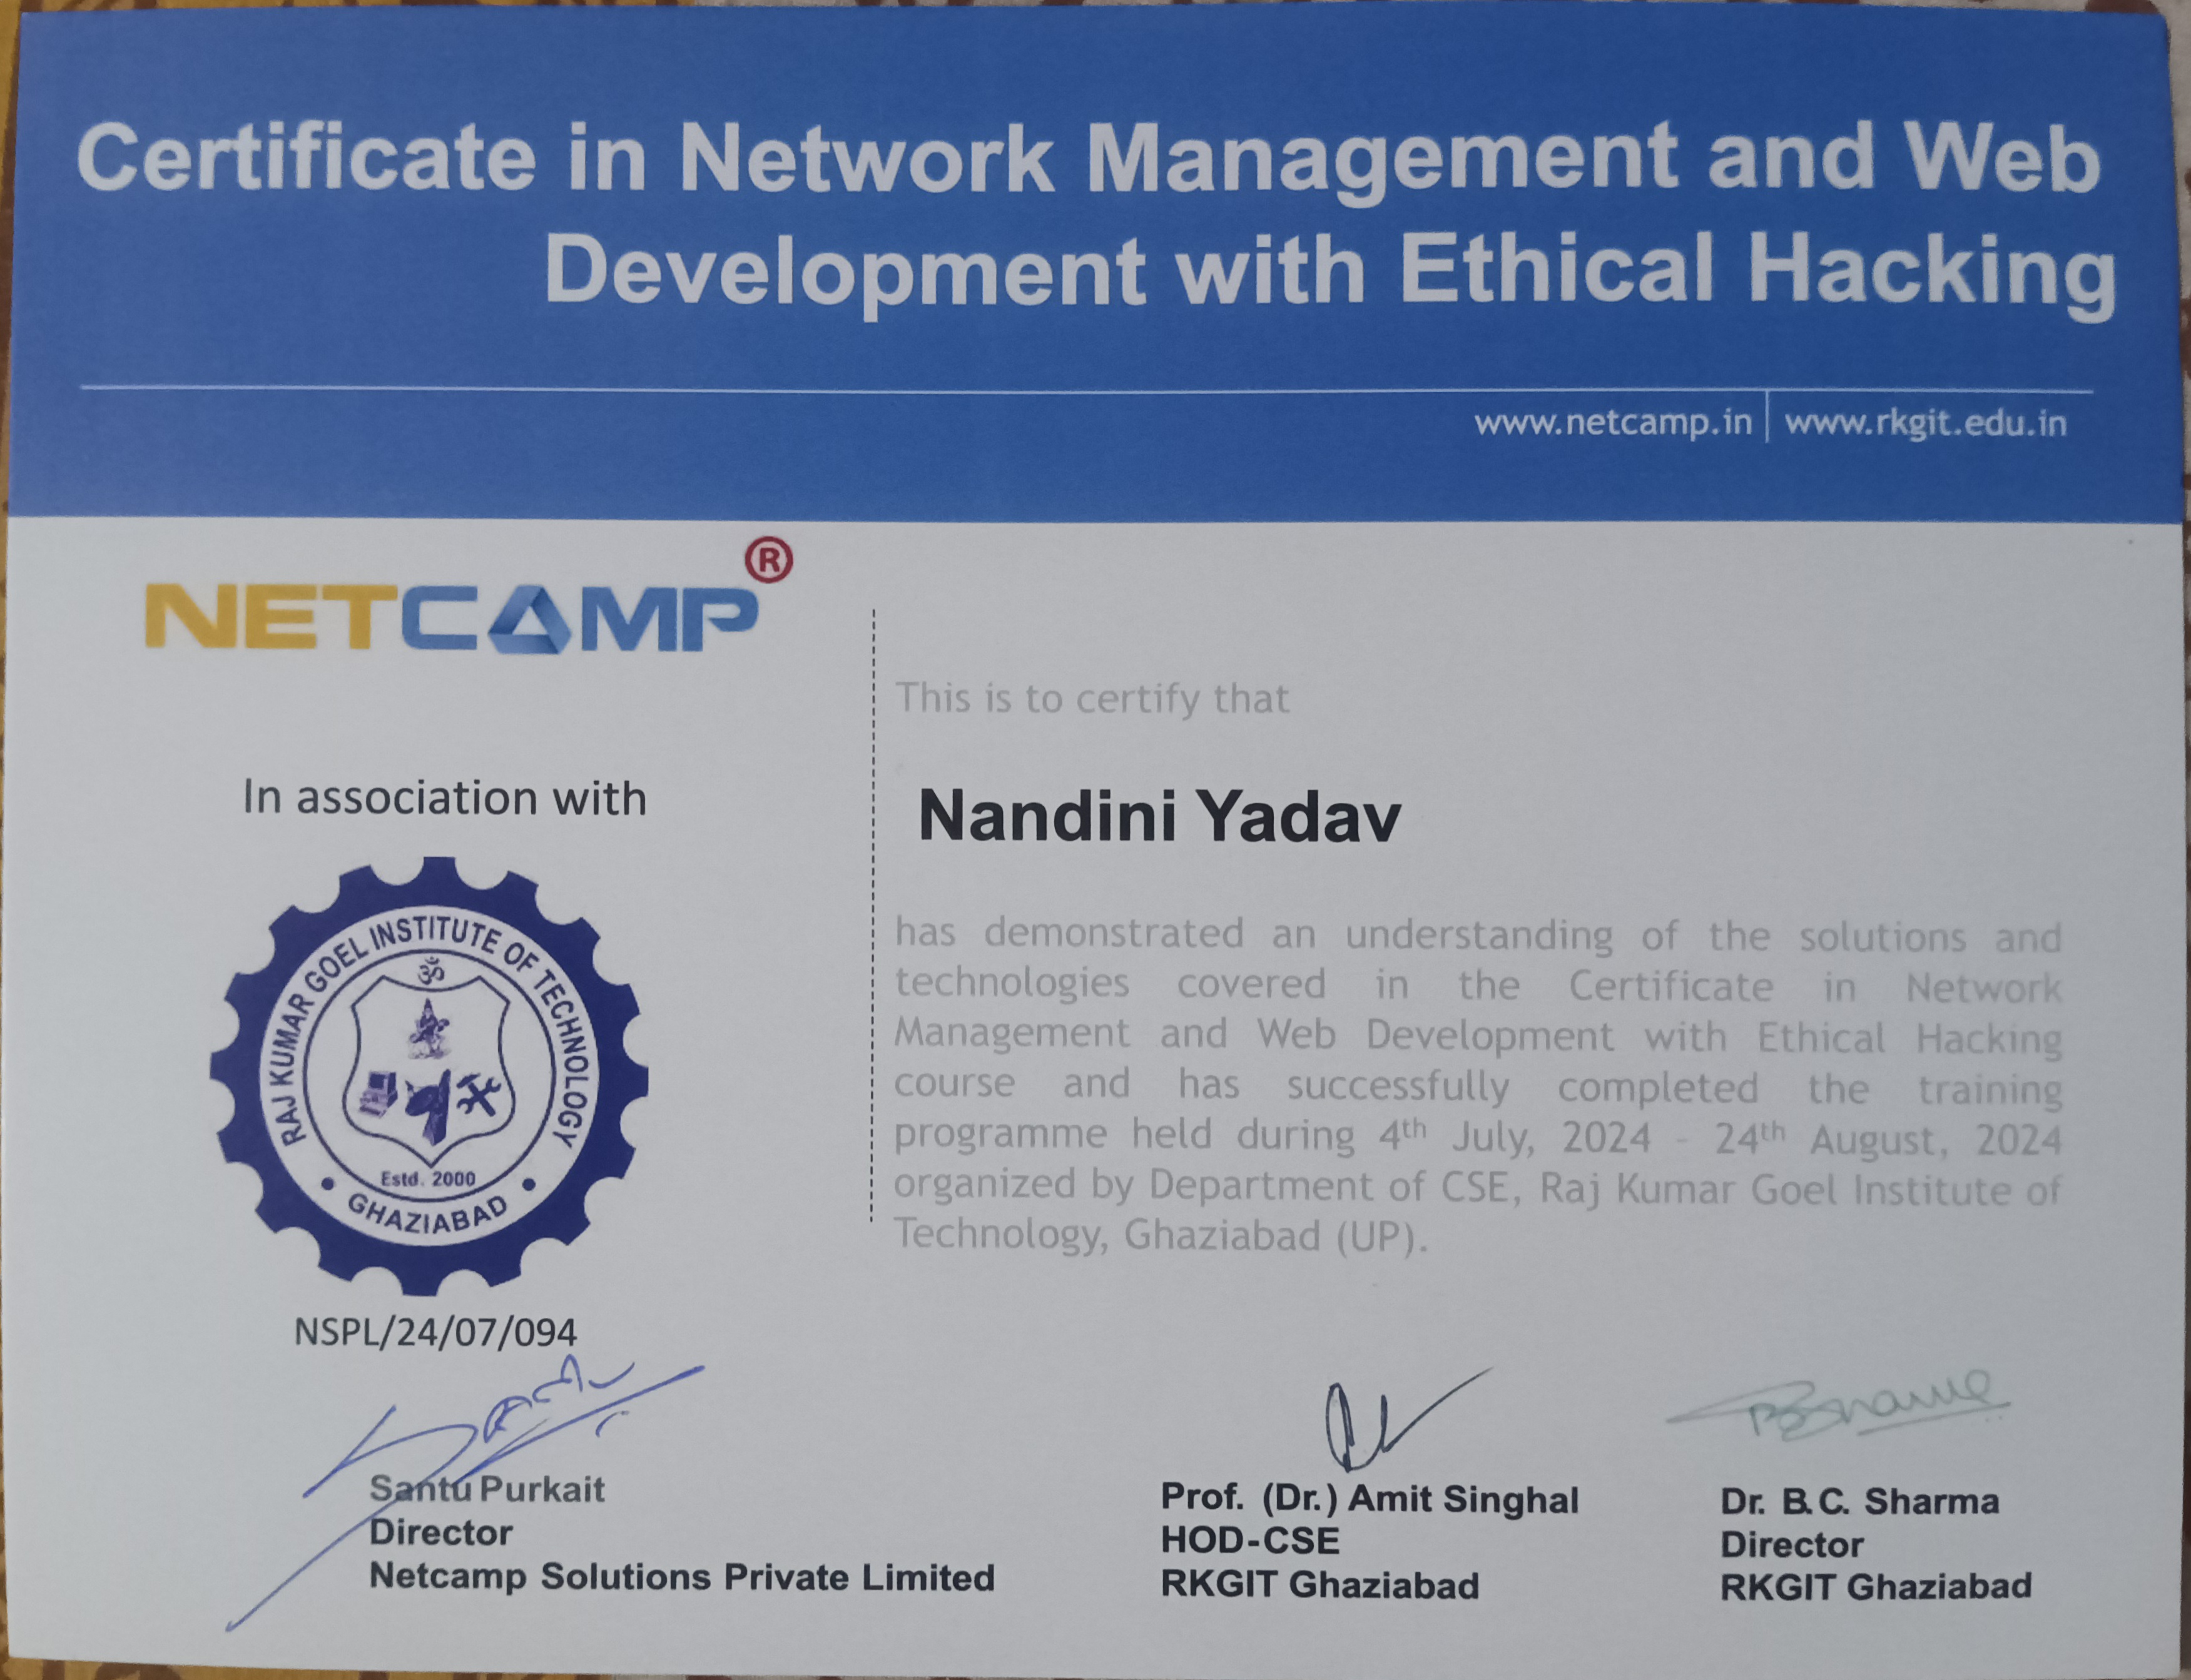 Certificate in Network Management and Web
Development with Ethical Hacking
www.netcamp.in | www.rkgit.edu.in
NETCAMP®
In association with
RAJ KUMAR GOEL INSTITUTE OF TECHNOLOGY
ॐ
Estd. 2000
GHAZIABAD
NSPL/24/07/094
This is to certify that
Nandini Yadav
has demonstrated an understanding of the solutions and
technologies covered in the Certificate in Network
Management and Web Development with Ethical Hacking
course and has successfully completed the training
programme held during 4th July, 2024 - 24th August, 2024
organized by Department of CSE, Raj Kumar Goel Institute of
Technology, Ghaziabad (UP).
Santu Purkait
Director
Netcamp Solutions Private Limited
Prof. (Dr.) Amit Singhal
HOD-CSE
RKGIT Ghaziabad
Dr. B.C. Sharma
Director
RKGIT Ghaziabad